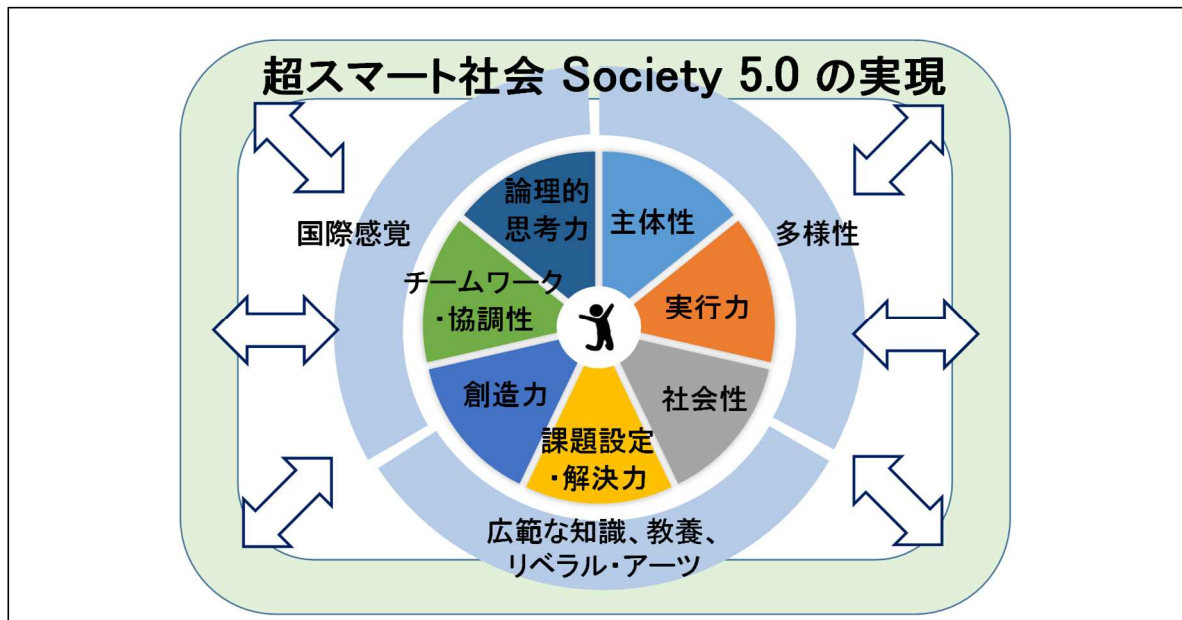 超スマート社会 Society 5.0 の実現
論理的
思考力
主体性
国際感覚
多様性
チームワーク
・協調性
実行力
創造力
社会性
課題設定
・解決力
広範な知識、教養、
リベラル・アーツ